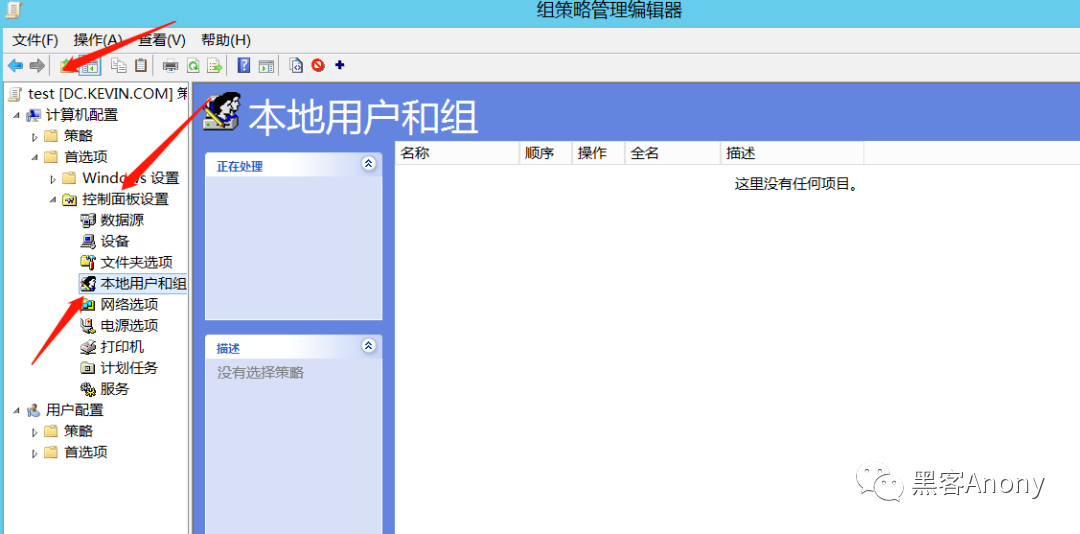 组策略管理编辑器
文件(F) 操作(A) 查看(V) 帮助(H)
test [DC.KEVIN.COM] 策
计算机配置
策略
首选项
Windows 设置
控制面板设置
数据源
设备
文件夹选项
本地用户和组
网络选项
电源选项
打印机
计划任务
服务
用户配置
策略
首选项
本地用户和组
正在处理
描述
没有选择策略
名称 顺序 操作 全名 描述
这里没有任何项目。
黑客Anony